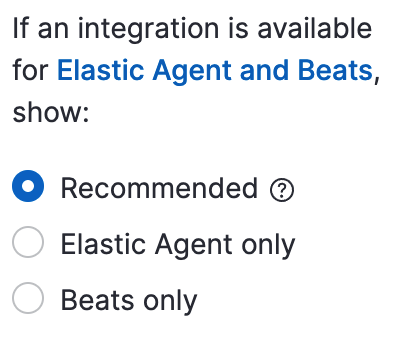 If an integration is available
for Elastic Agent and Beats,
show:
Recommended ?
Elastic Agent only
Beats only